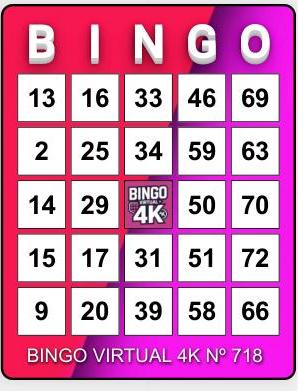 B I N G O
13 16 33 46 69
2 25 34 59 63
14 29 BINGO VIRTUAL 4K 50 70
15 17 31 51 72
9 20 39 58 66
BINGO VIRTUAL 4K Nº 718